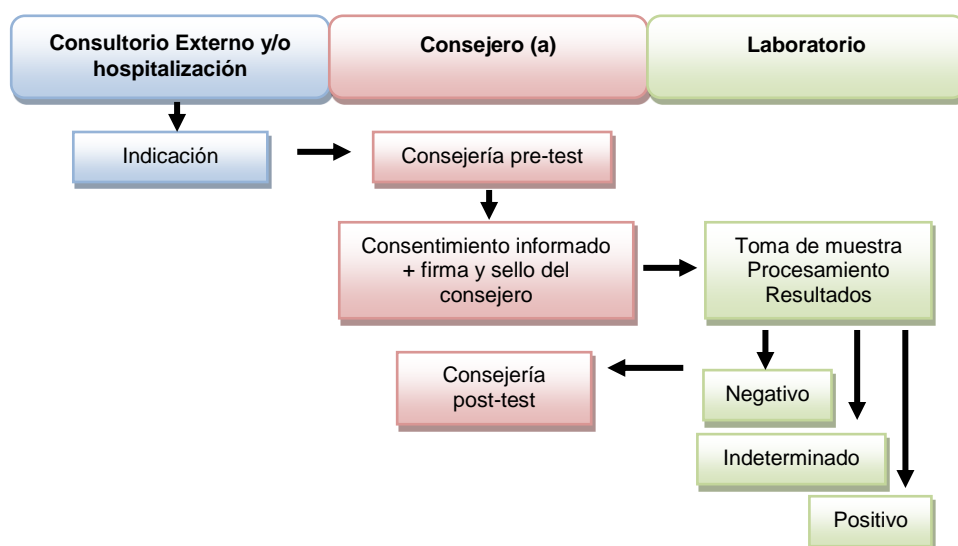 Consultorio Externo y/o
hospitalización
Consejero (a)
Laboratorio
Indicación
Consejería pre-test
Consentimiento informado
+ firma y sello del
consejero
Toma de muestra
Procesamiento
Resultados
Consejería
post-test
Negativo
Indeterminado
Positivo